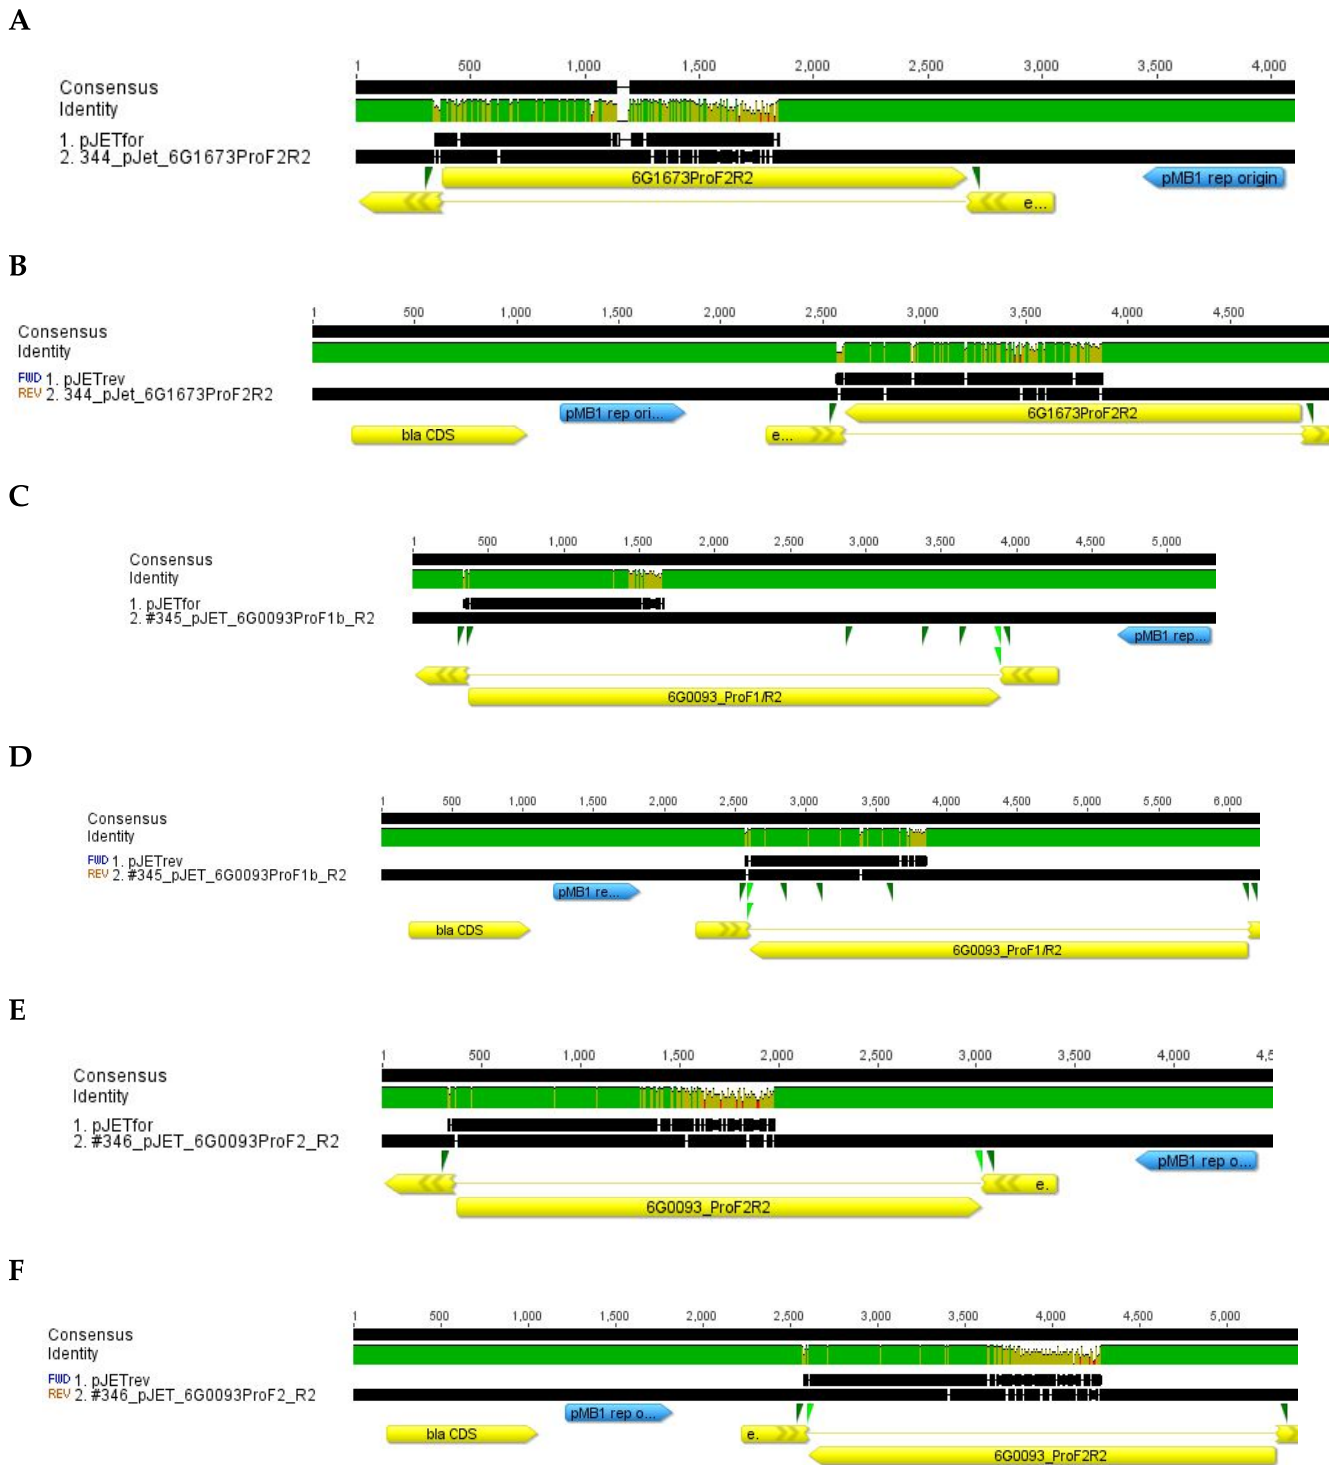 A
1 500 1,000 1,500 2,000 2,500 3,000 3,500 4,000
Consensus
Identity
1. pJETfor
2. 344_pJet_6G1673ProF2R2
6G1673ProF2R2
pMB1 rep origin
e...
B
1 500 1,000 1,500 2,000 2,500 3,000 3,500 4,000 4,500
Consensus
Identity
FWD 1. pJETrev
REV 2. 344_pJet_6G1673ProF2R2
pMB1 rep ori...
6G1673ProF2R2
bla CDS
e...
C
1 500 1,000 1,500 2,000 2,500 3,000 3,500 4,000 4,500 5,000
Consensus
Identity
1. pJETfor
2. #345_pJET_6G0093ProF1b_R2
pMB1 rep...
6G0093_ProF1/R2
D
1 500 1,000 1,500 2,000 2,500 3,000 3,500 4,000 4,500 5,000 5,500 6,000
Consensus
Identity
FWD 1. pJETrev
REV 2. #345_pJET_6G0093ProF1b_R2
pMB1 re...
bla CDS
6G0093_ProF1/R2
E
1 500 1,000 1,500 2,000 2,500 3,000 3,500 4,000 4,5
Consensus
Identity
1. pJETfor
2. #346_pJET_6G0093ProF2_R2
pMB1 rep o...
e.
6G0093_ProF2R2
F
1 500 1,000 1,500 2,000 2,500 3,000 3,500 4,000 4,500 5,000
Consensus
Identity
FWD 1. pJETrev
REV 2. #346_pJET_6G0093ProF2_R2
pMB1 rep o...
bla CDS
e.
6G0093_ProF2R2